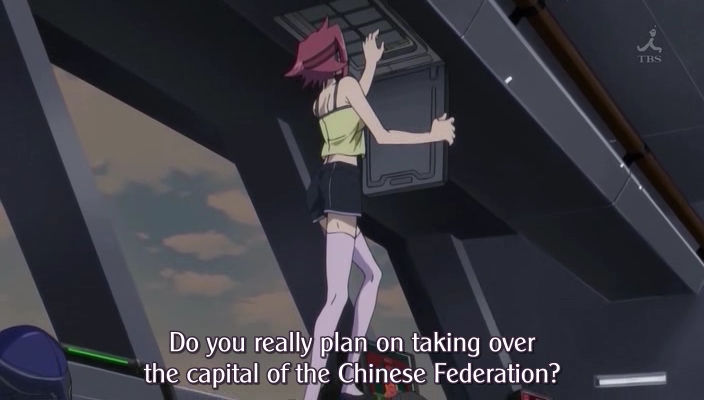 TBS
Do you really plan on taking over
the capital of the Chinese Federation?